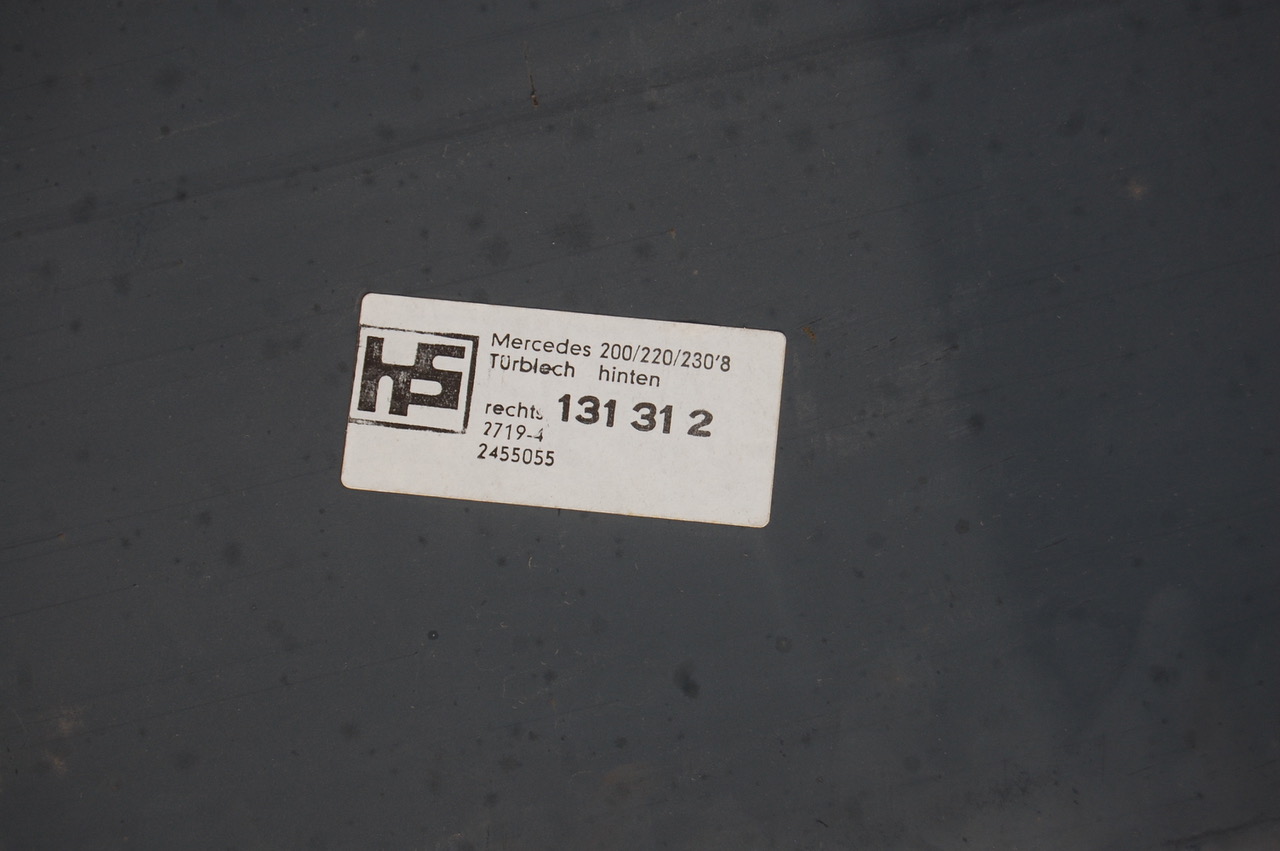 HPS
Mercedes 200/220/230'8
Türblech hinten
rechts 131 31 2
2719-4
2455055